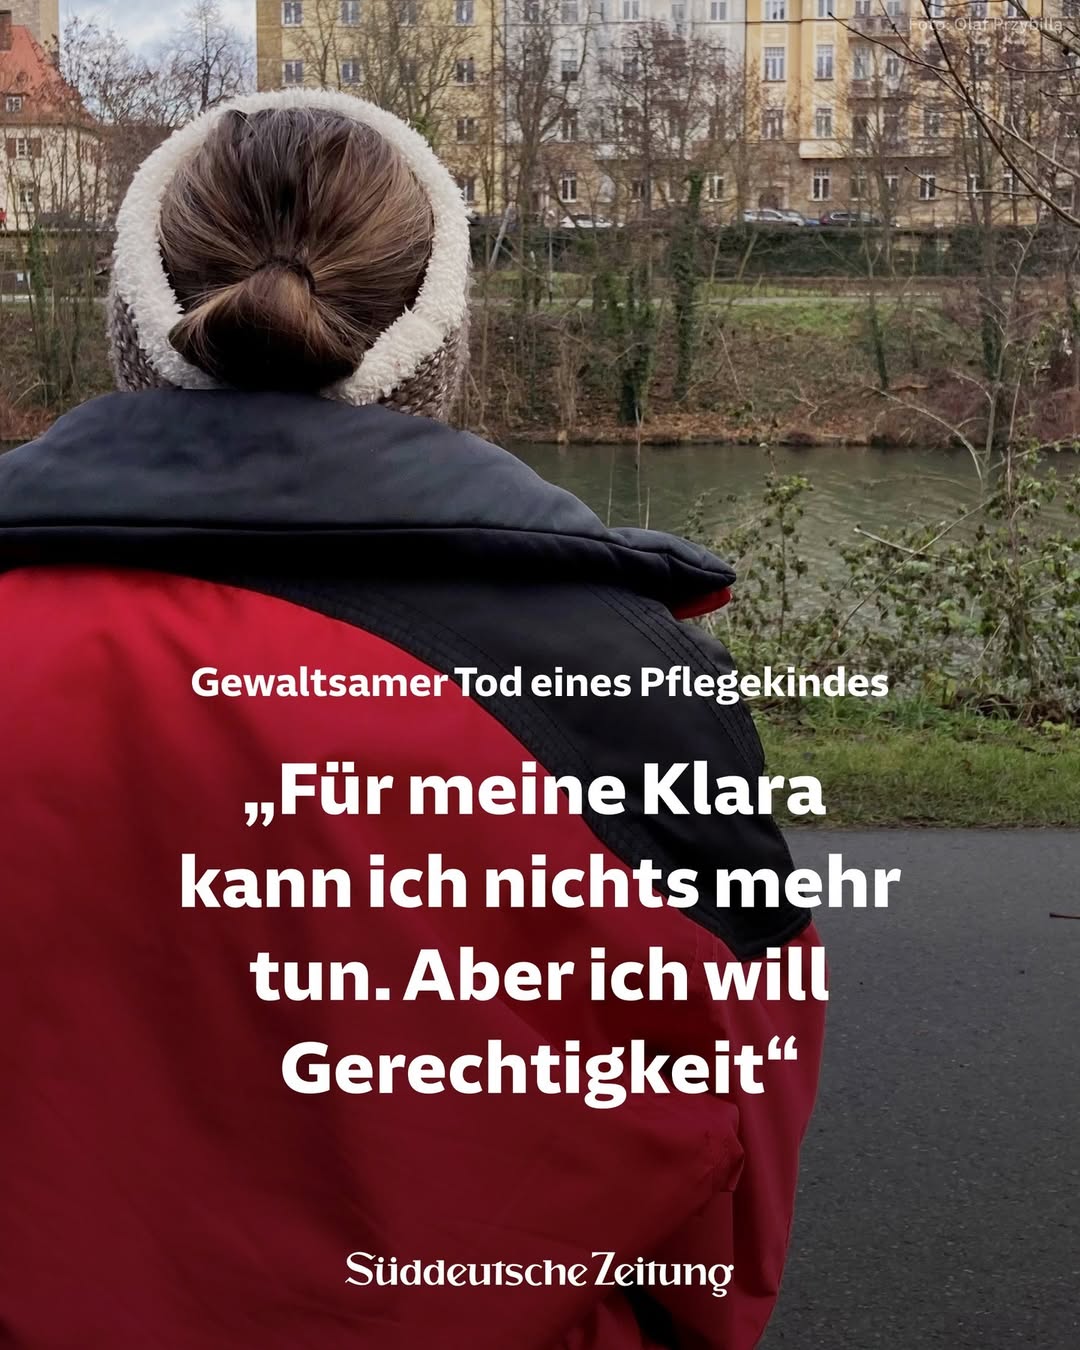 Foto: Olaf Przybilla
Gewaltsamer Tod eines Pflegekindes
„Für meine Klara
kann ich nichts mehr
tun. Aber ich will
Gerechtigkeit“
Süddeutsche Zeitung